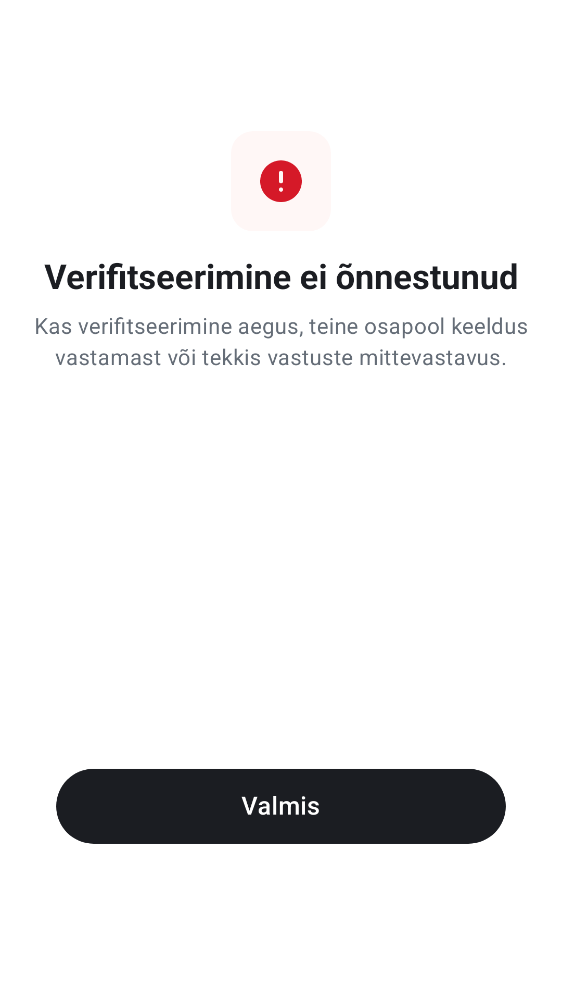 Verifitseerimine ei õnnestunud
Kas verifitseerimine aegus, teine osapool keeldus
vastamast või tekkis vastuste mittevastavus.
Valmis